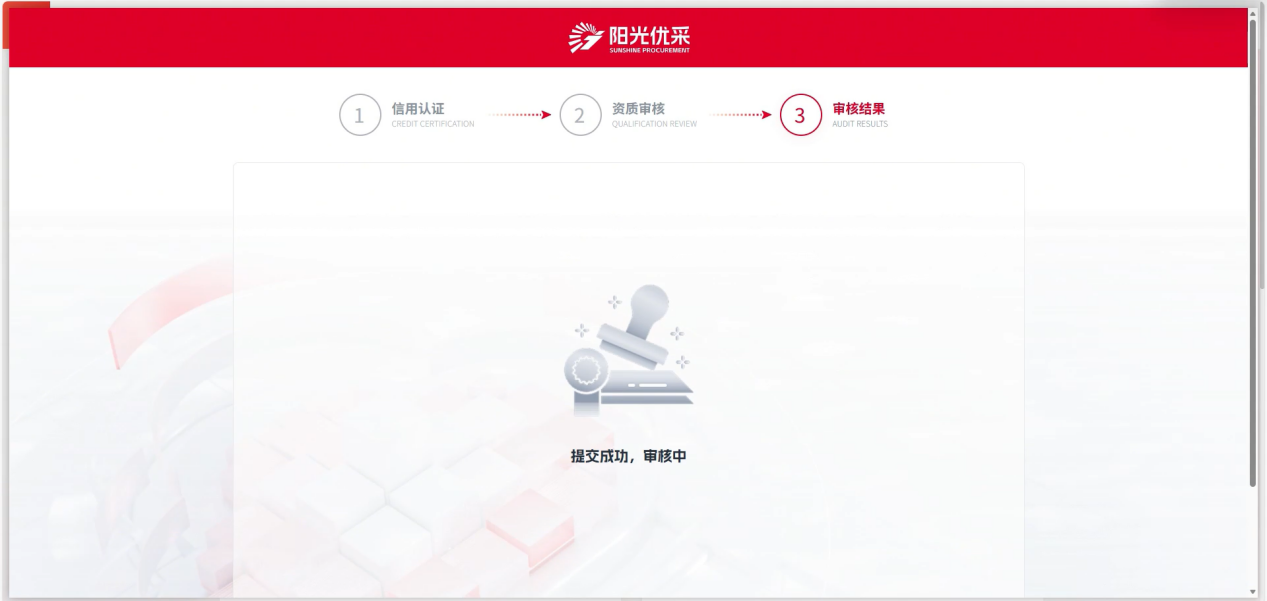 阳光优采
SUNSHINE PROCUREMENT
1
信用认证
CREDIT CERTIFICATION
2
资质审核
QUALIFICATION REVIEW
3
审核结果
AUDIT RESULTS
提交成功，审核中